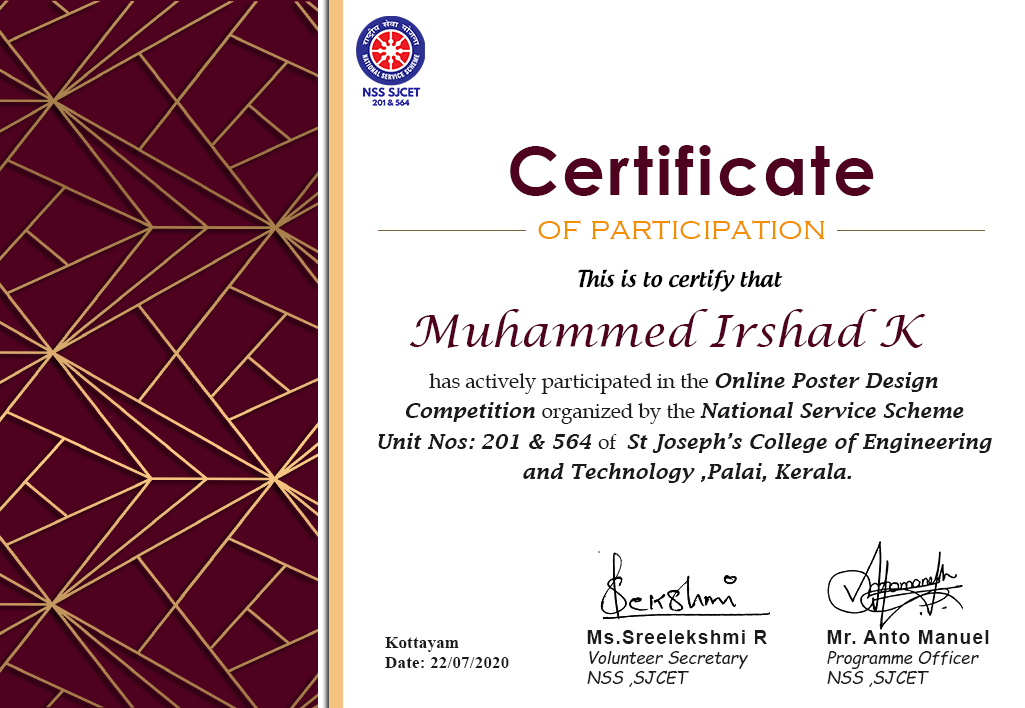 राष्ट्रीय सेवा योजना
NATIONAL SERVICE SCHEME
NSS SJCET
201 & 564
Certificate
OF PARTICIPATION
This is to certify that
Muhammed Irshad K
has actively participated in the Online Poster Design
Competition organized by the National Service Scheme
Unit Nos: 201 & 564 of St Joseph's College of Engineering
and Technology ,Palai, Kerala.
Kottayam
Date: 22/07/2020
Ms.Sreelekshmi R
Volunteer Secretary
NSS ,SJCET
Mr. Anto Manuel
Programme Officer
NSS ,SJCET